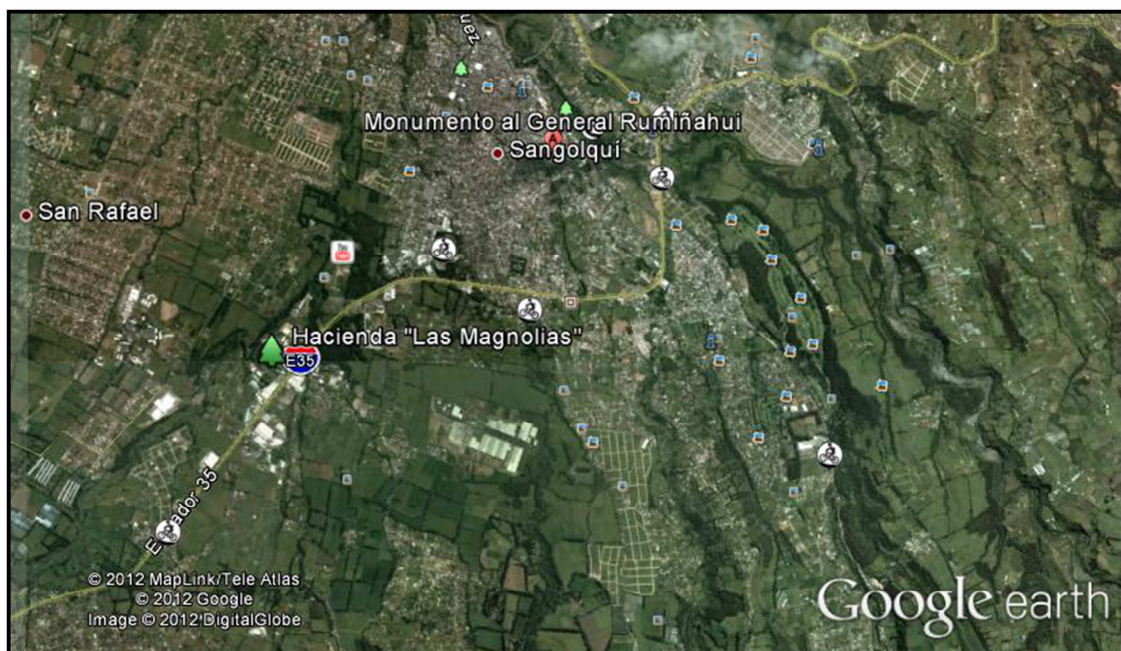 uez
Monumento al General Rumiñahui
A
Sangolquí
San Rafael
Hacienda "Las Magnolias"
E35
Ecuador 35
© 2012 MapLink/Tele Atlas
© 2012 Google
Image © 2012 DigitalGlobe
Google earth